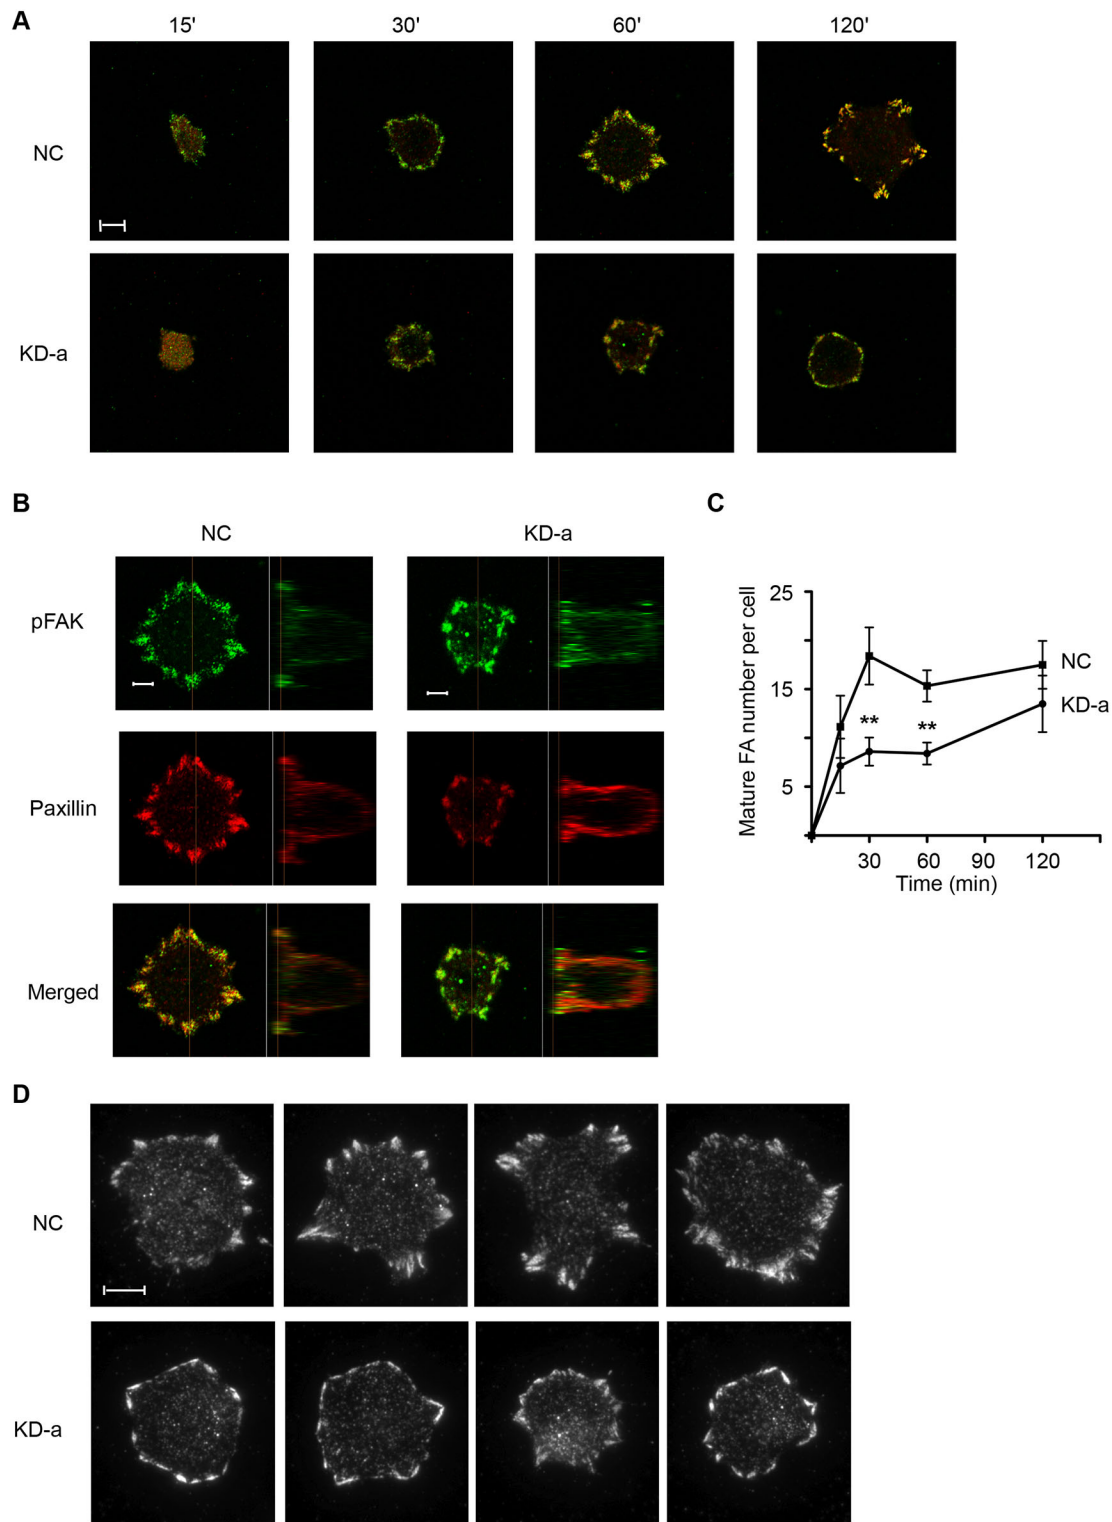 A
15' 30' 60' 120'
NC
KD-a
B
NC KD-a
pFAK
Paxillin
Merged
C
Mature FA number per cell
25
15
5
NC
KD-a
** **
30 60 90 120
Time (min)
D
NC
KD-a